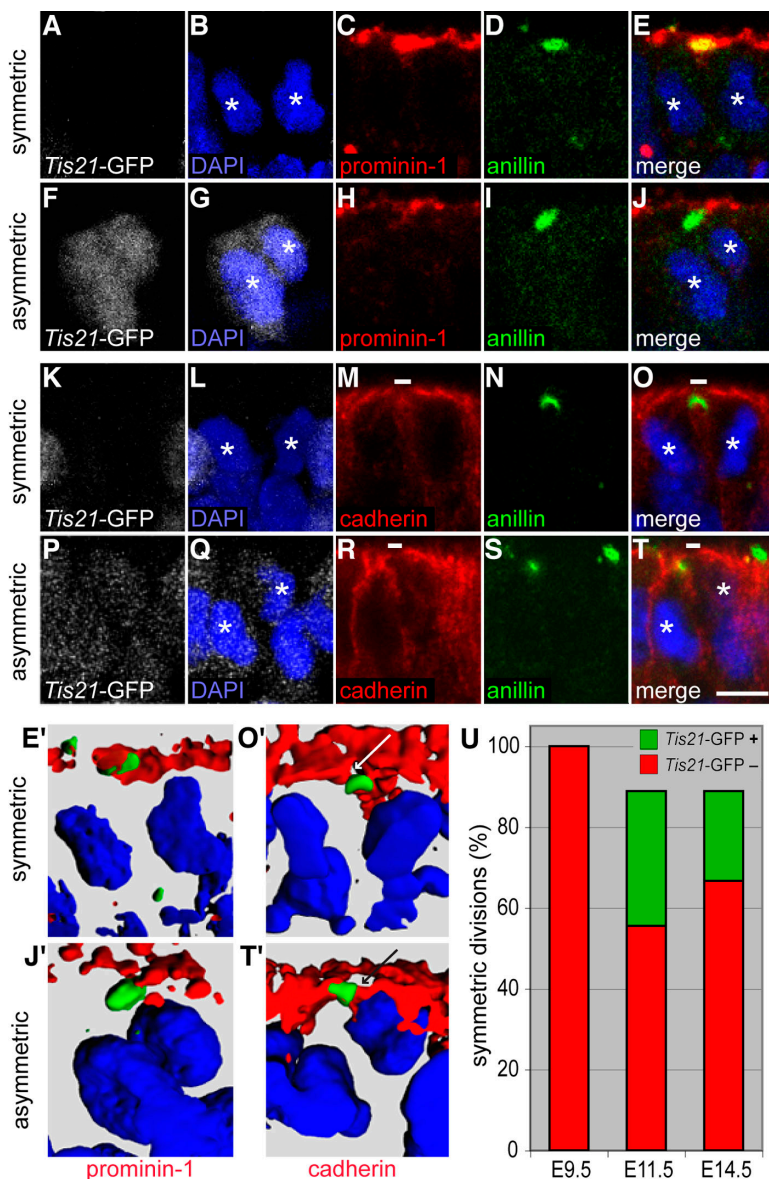 A B C D E
symmetric
Tis21-GFP DAPI prominin-1 anillin merge
* *
* *
F G H I J
asymmetric
Tis21-GFP DAPI prominin-1 anillin merge
* *
* *
K L M N O
symmetric
Tis21-GFP DAPI cadherin anillin merge
* *
* *
P Q R S T
asymmetric
Tis21-GFP DAPI cadherin anillin merge
* *
* *
E' O'
symmetric
J' T'
asymmetric
prominin-1 cadherin
U
Tis21-GFP +
Tis21-GFP –
symmetric divisions (%)
100
80
60
40
20
0
E9.5 E11.5 E14.5